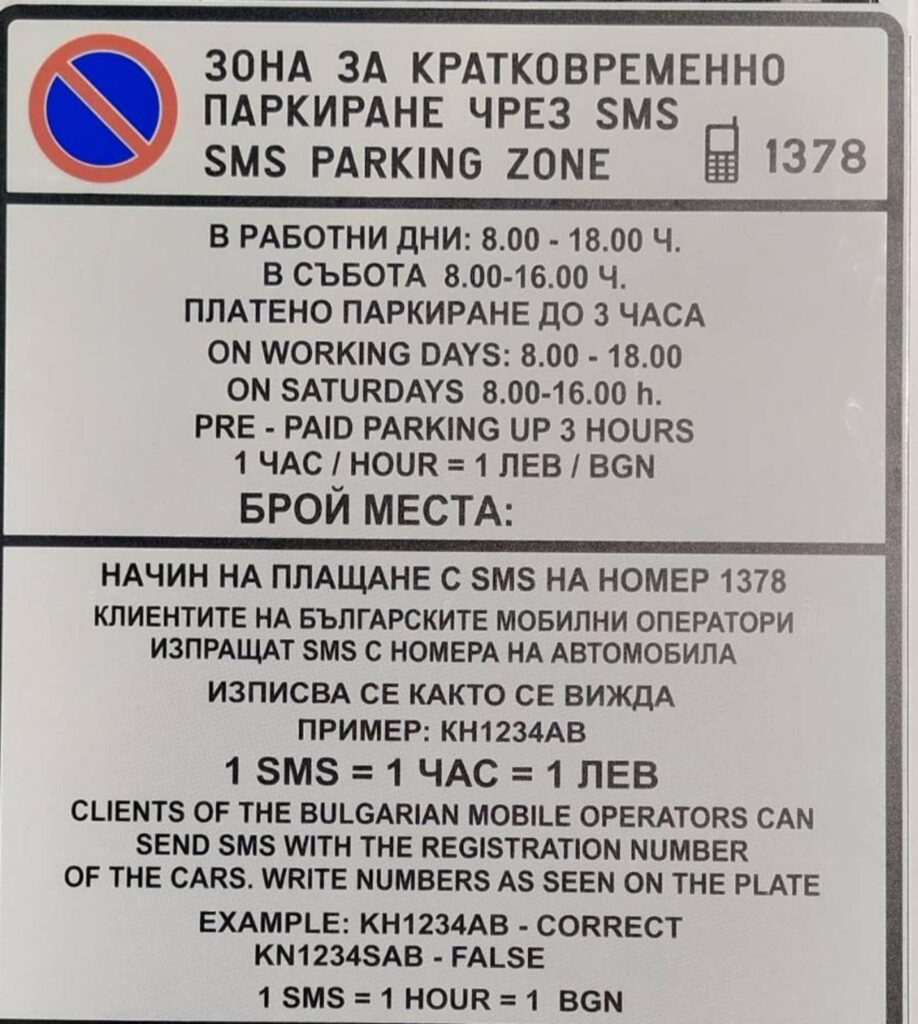 ЗОНА ЗА КРАТКОВРЕМЕННО
ПАРКИРАНЕ ЧРЕЗ SMS
SMS PARKING ZONE 1378
В РАБОТНИ ДНИ: 8.00 - 18.00 Ч.
В СЪБОТА 8.00-16.00 Ч.
ПЛАТЕНО ПАРКИРАНЕ ДО 3 ЧАСА
ON WORKING DAYS: 8.00 - 18.00
ON SATURDAYS 8.00-16.00 h.
PRE - PAID PARKING UP 3 HOURS
1 ЧАС / HOUR = 1 ЛЕВ / BGN
БРОЙ МЕСТА:
НАЧИН НА ПЛАЩАНЕ С SMS НА НОМЕР 1378
КЛИЕНТИТЕ НА БЪЛГАРСКИТЕ МОБИЛНИ ОПЕРАТОРИ
ИЗПРАЩАТ SMS С НОМЕРА НА АВТОМОБИЛА
ИЗПИСВА СЕ КАКТО СЕ ВИЖДА
ПРИМЕР: KH1234AB
1 SMS = 1 ЧАС = 1 ЛЕВ
CLIENTS OF THE BULGARIAN MOBILE OPERATORS CAN
SEND SMS WITH THE REGISTRATION NUMBER
OF THE CARS. WRITE NUMBERS AS SEEN ON THE PLATE
EXAMPLE: KH1234AB - CORRECT
KN1234SAB - FALSE
1 SMS = 1 HOUR = 1 BGN